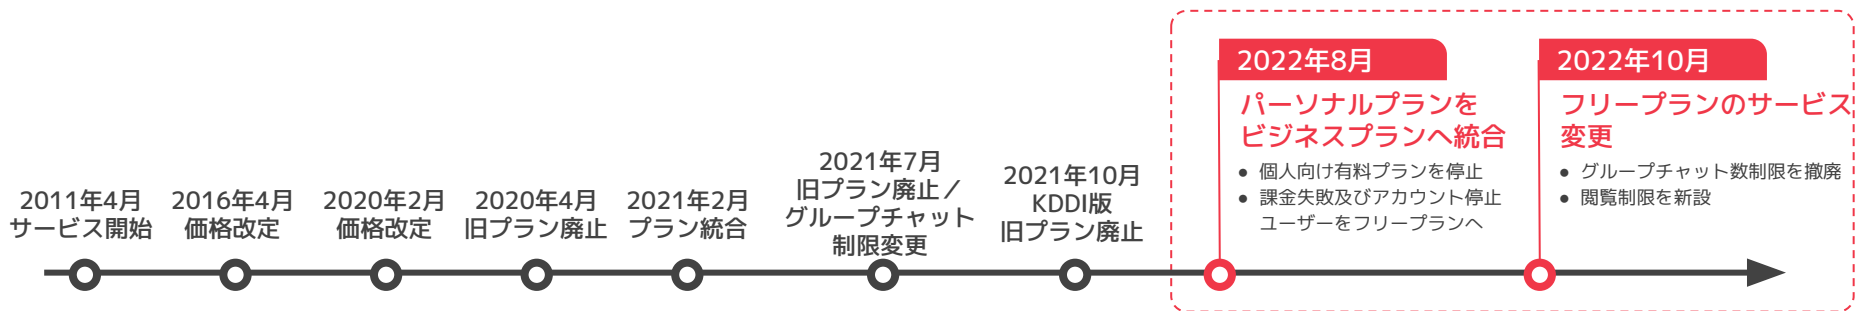 2011年4月
サービス開始
2016年4月
価格改定
2020年2月
価格改定
2020年4月
旧プラン廃止
2021年2月
プラン統合
2021年7月
旧プラン廃止／
グループチャット
制限変更
2021年10月
KDDI版
旧プラン廃止
2022年8月
パーソナルプランを
ビジネスプランへ統合
● 個人向け有料プランを停止
● 課金失敗及びアカウント停止
ユーザーをフリープランへ
2022年10月
フリープランのサービス
変更
● グループチャット数制限を撤廃
● 閲覧制限を新設